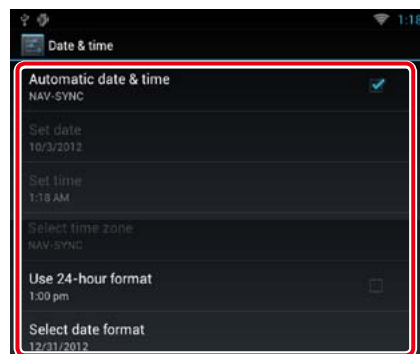 1:18
Date & time
Automatic date & time
NAV-SYNC
Set date
10/3/2012
Set time
1:18 AM
Select time zone
NAV-SYNC
Use 24-hour format
1:00 pm
Select date format
12/31/2012